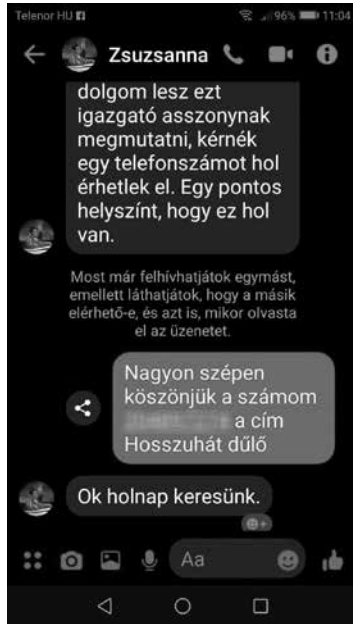 Telenor HU
96% 11:04
Zsuzsanna
dolgom lesz ezt
igazgató asszonynak
megmutatni, kérnék
egy telefonszámot hol
érhetlek el. Egy pontos
helyszínt, hogy ez hol
van.
Most már felhívhatjátok egymást,
emellett láthatjátok, hogy a másik
elérhető-e, és azt is, mikor olvasta
el az üzenetet.
Nagyon szépen
köszönjük a számom
a cím
Hosszuhát dűlő
Ok holnap keresünk.
Aa